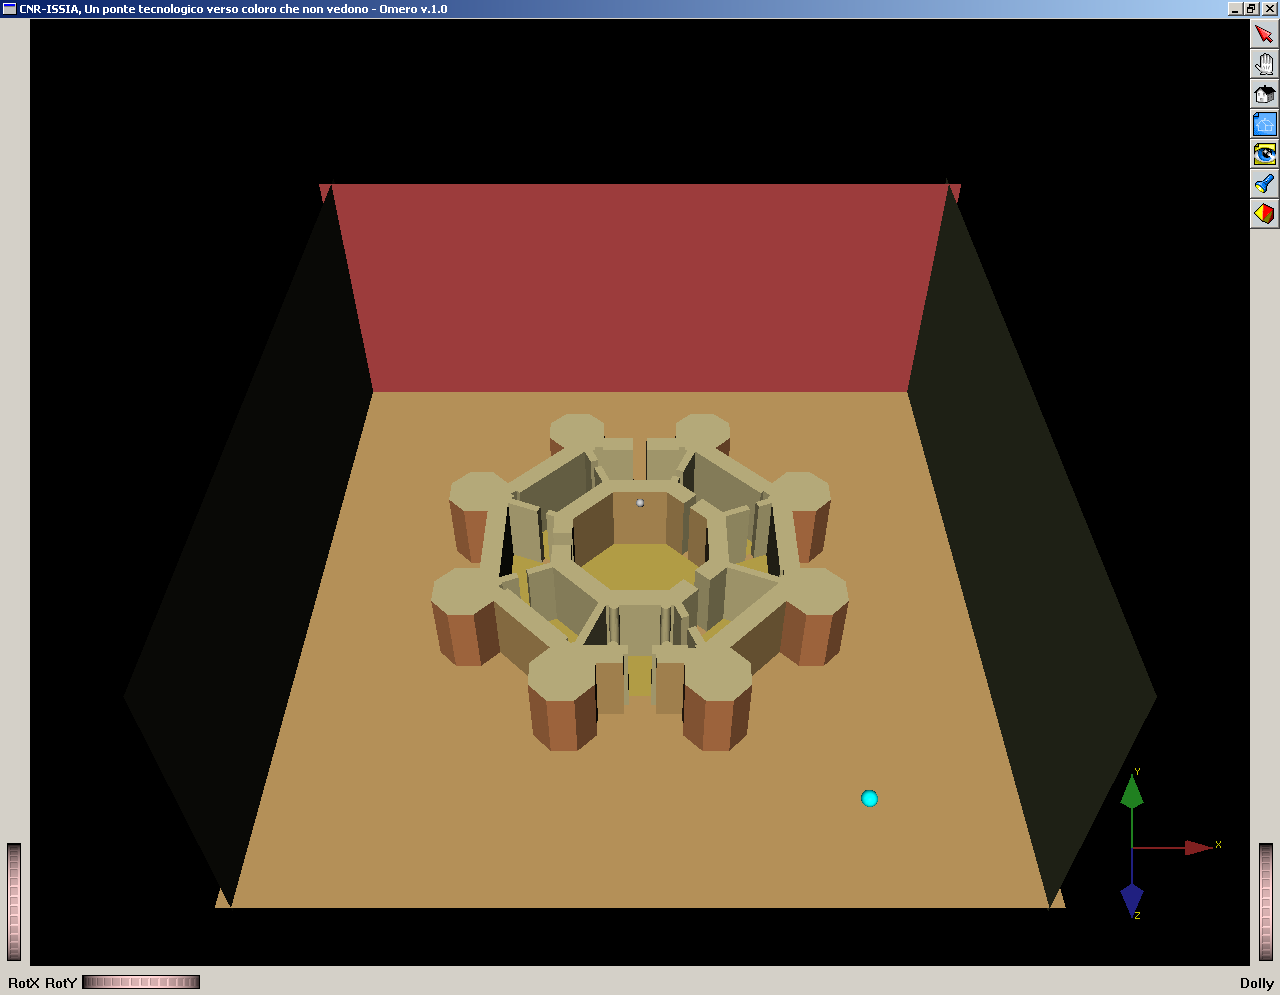 CNR-ISSIA, Un ponte tecnologico verso coloro che non vedono - Omero v.1.0
Y
X
Z
RotX RotY
Dolly